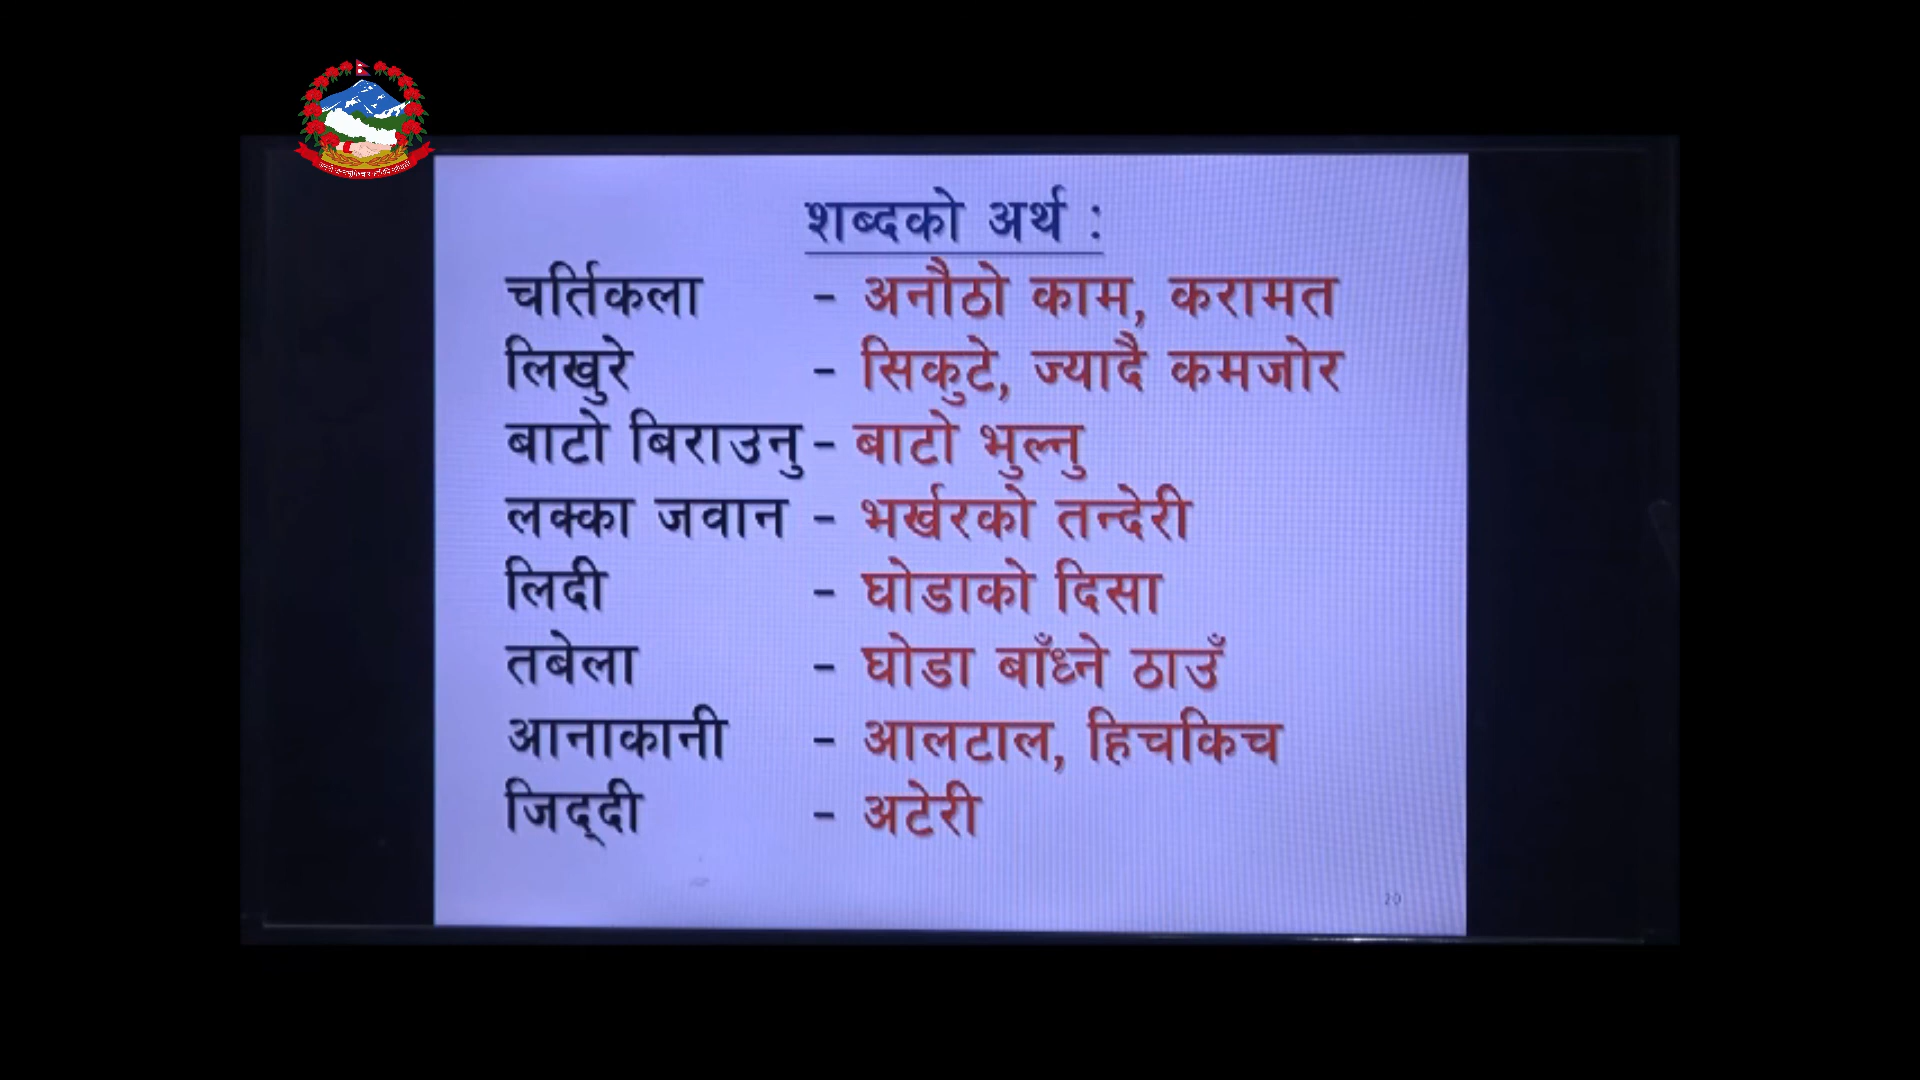 शब्दको अर्थ :
चर्तिकला - अनौठो काम, करामत
लिखुरे - सिकुटे, ज्यादै कमजोर
बाटो बिराउनु - बाटो भुल्नु
लक्का जवान - भर्खरको तन्देरी
लिदी - घोडाको दिसा
तबेला - घोडा बाँध्ने ठाउँ
आनाकानी - आलटाल, हिचकिच
जिद्‌दी - अटेरी
20